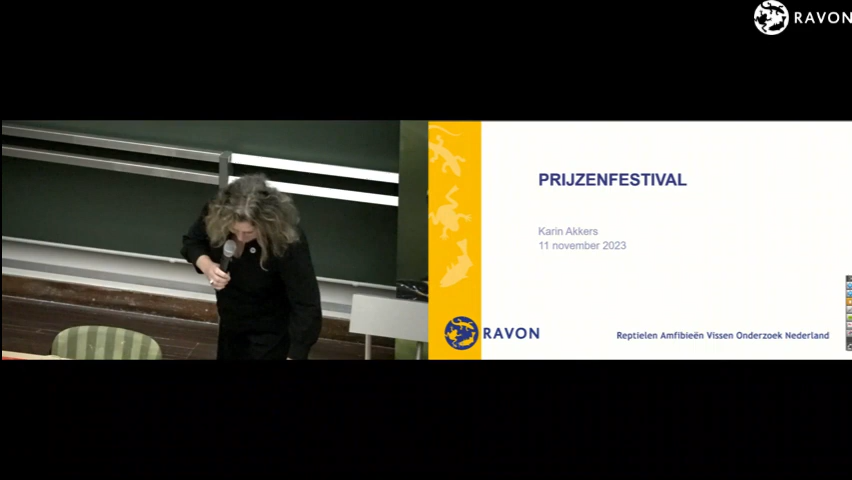 RAVON
PRIJZENFESTIVAL
Karin Akkers
11 november 2023
RAVON
Reptielen Amfibieën Vissen Onderzoek Nederland